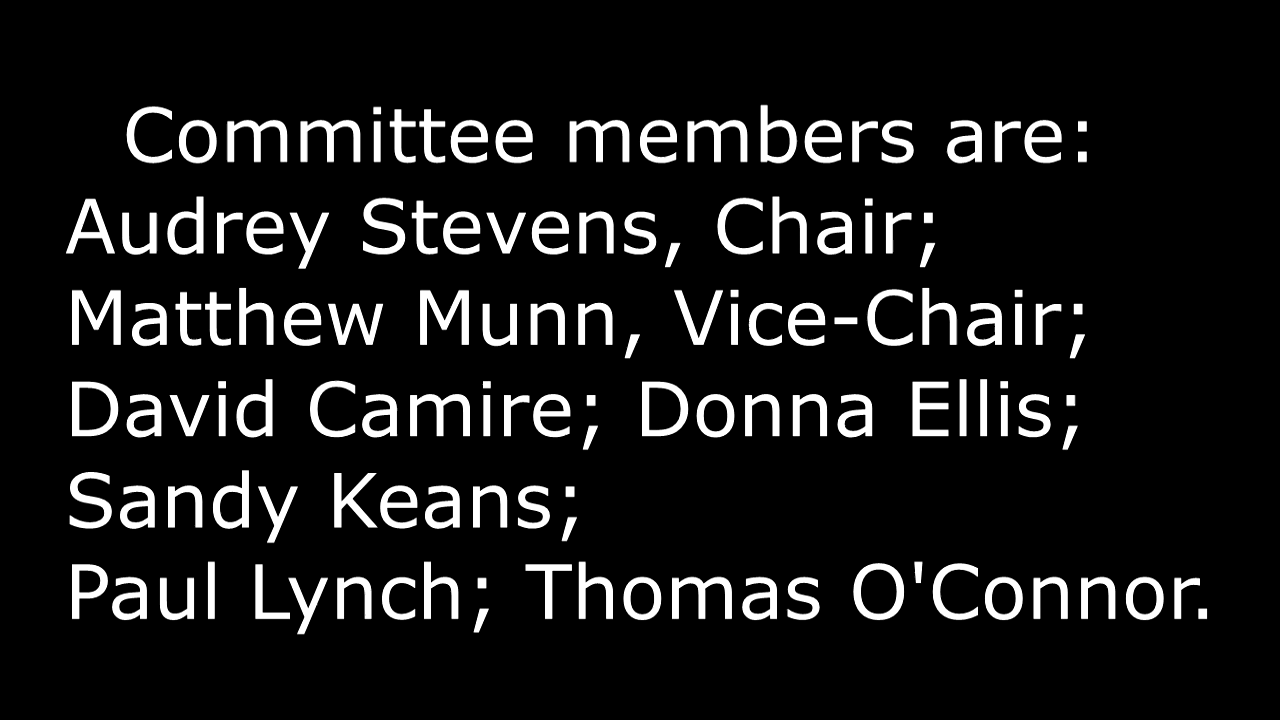 Committee members are:
Audrey Stevens, Chair;
Matthew Munn, Vice-Chair;
David Camire; Donna Ellis;
Sandy Keans;
Paul Lynch; Thomas O'Connor.